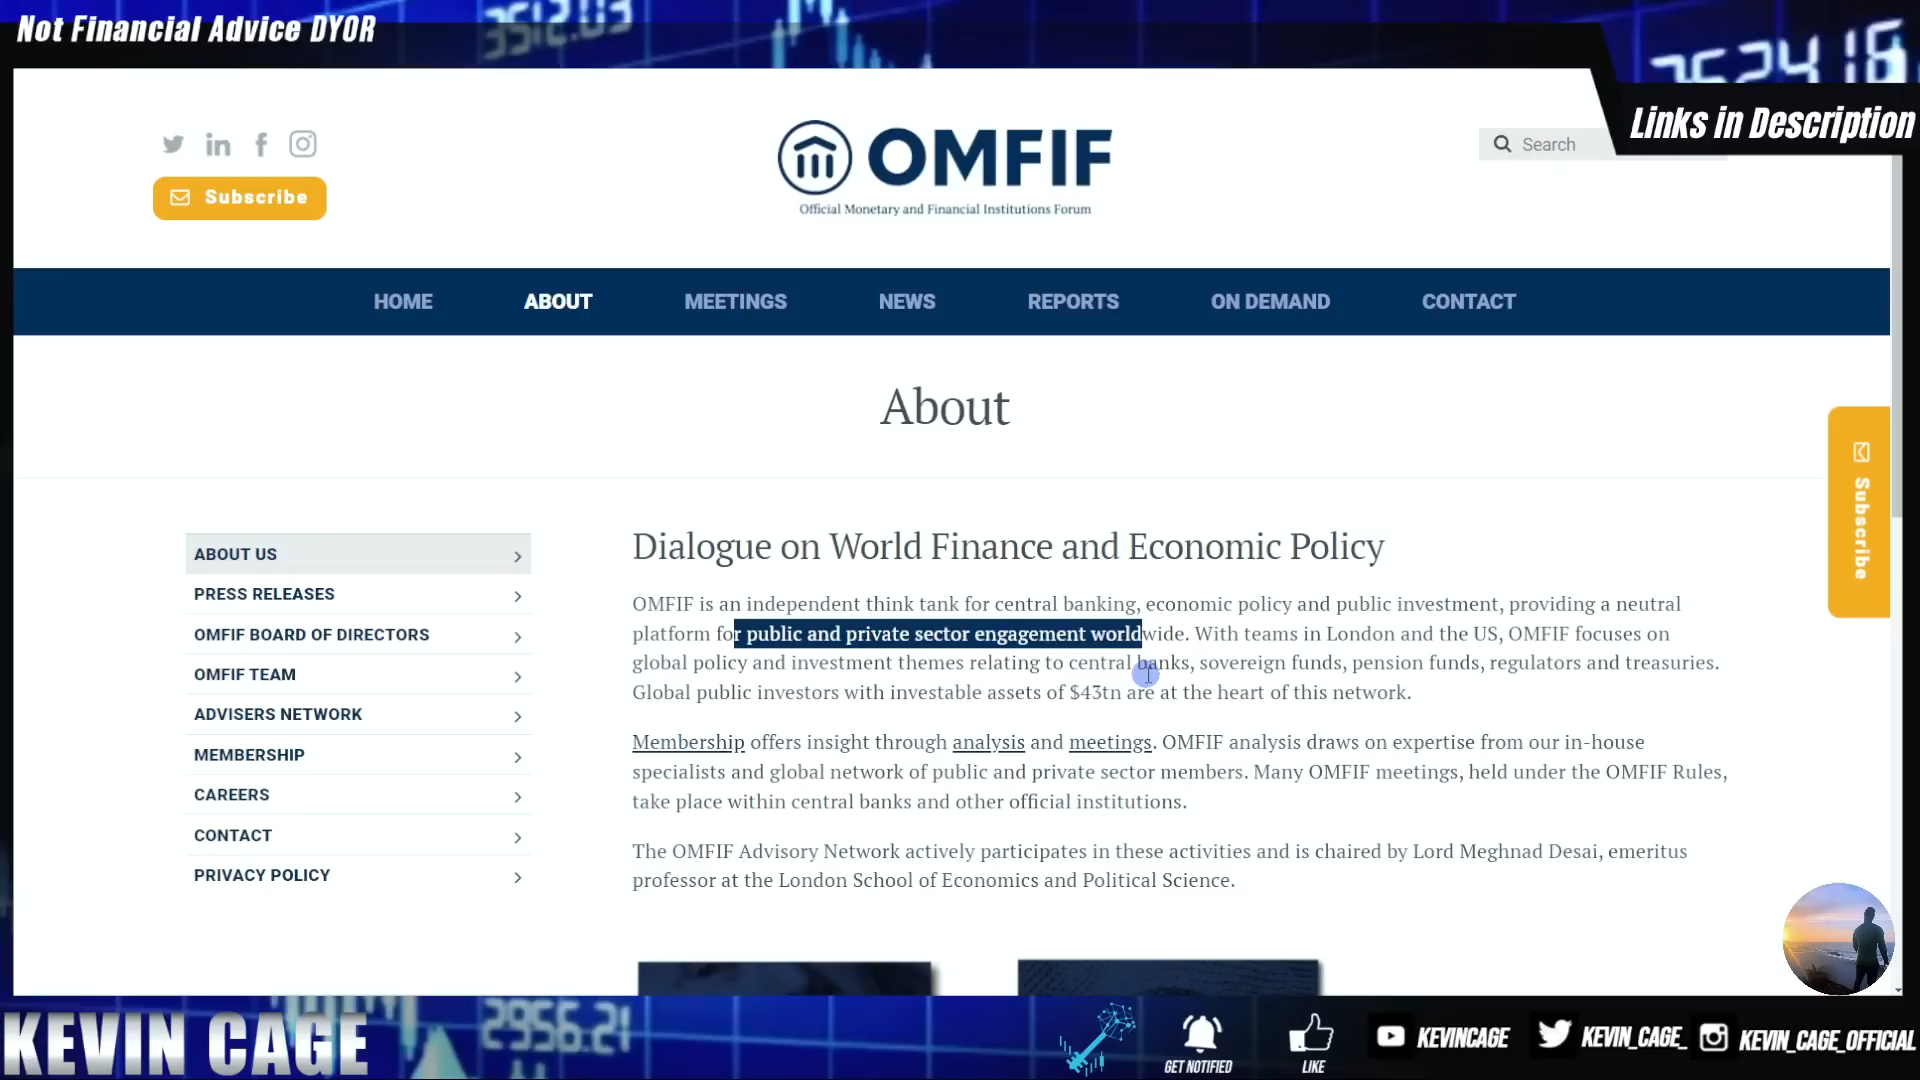 Not Financial Advice DYOR
3512.03
Links in Description
Subscribe
OMFIF
Official Monetary and Financial Institutions Forum
Search
HOME ABOUT MEETINGS NEWS REPORTS ON DEMAND CONTACT
About
Subscribe
ABOUT US
PRESS RELEASES
OMFIF BOARD OF DIRECTORS
OMFIF TEAM
ADVISERS NETWORK
MEMBERSHIP
CAREERS
CONTACT
PRIVACY POLICY
Dialogue on World Finance and Economic Policy
OMFIF is an independent think tank for central banking, economic policy and public investment, providing a neutral
platform for public and private sector engagement worldwide. With teams in London and the US, OMFIF focuses on
global policy and investment themes relating to central banks, sovereign funds, pension funds, regulators and treasuries.
Global public investors with investable assets of $43tn are at the heart of this network.
Membership offers insight through analysis and meetings. OMFIF analysis draws on expertise from our in-house
specialists and global network of public and private sector members. Many OMFIF meetings, held under the OMFIF Rules,
take place within central banks and other official institutions.
The OMFIF Advisory Network actively participates in these activities and is chaired by Lord Meghnad Desai, emeritus
professor at the London School of Economics and Political Science.
KEVIN CAGE
2956.21
GET NOTIFIED
LIKE
KEVINCAGE
KEVIN_CAGE_
KEVIN_CAGE_OFFICIAL